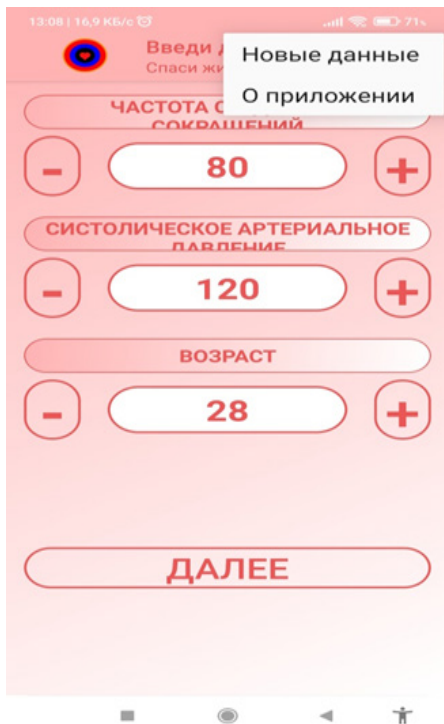 13:08 | 16,9 КБ/с
71
Введи
Спаси
Новые данные
О приложении
ЧАСТОТА
СОКРАЩЕНИЙ
-
80
+
СИСТОЛИЧЕСКОЕ АРТЕРИАЛЬНОЕ
ДАВЛЕНИЕ
-
120
+
ВОЗРАСТ
-
28
+
ДАЛЕЕ